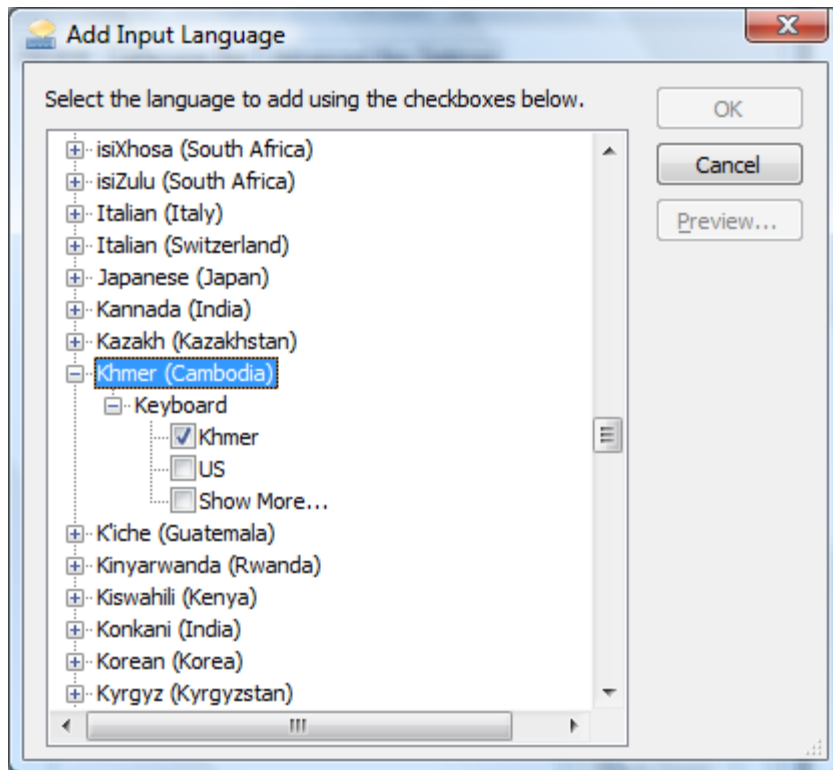 Add Input Language
Select the language to add using the checkboxes below.
OK
Cancel
Preview...
isiXhosa (South Africa)
isiZulu (South Africa)
Italian (Italy)
Italian (Switzerland)
Japanese (Japan)
Kannada (India)
Kazakh (Kazakhstan)
Khmer (Cambodia)
Keyboard
Khmer
US
Show More...
K'iche (Guatemala)
Kinyarwanda (Rwanda)
Kiswahili (Kenya)
Konkani (India)
Korean (Korea)
Kyrgyz (Kyrgyzstan)